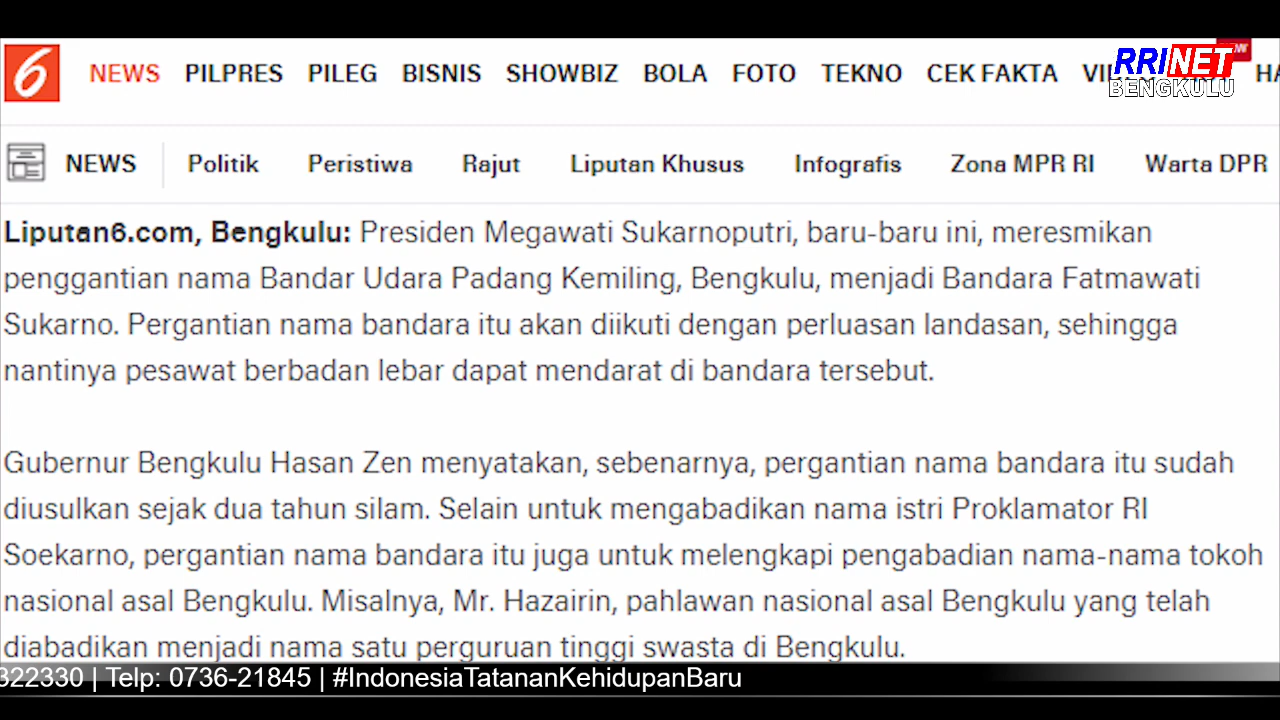 6 NEWS PILPRES PILEG BISNIS SHOWBIZ BOLA FOTO TEKNO CEK FAKTA
RRINET
BENGKULU
NEWS Politik Peristiwa Rajut Liputan Khusus Infografis Zona MPR RI Warta DPR
Liputan6.com, Bengkulu: Presiden Megawati Sukarnoputri, baru-baru ini, meresmikan
penggantian nama Bandar Udara Padang Kemiling, Bengkulu, menjadi Bandara Fatmawati
Sukarno. Pergantian nama bandara itu akan diikuti dengan perluasan landasan, sehingga
nantinya pesawat berbadan lebar dapat mendarat di bandara tersebut.
Gubernur Bengkulu Hasan Zen menyatakan, sebenarnya, pergantian nama bandara itu sudah
diusulkan sejak dua tahun silam. Selain untuk mengabadikan nama istri Proklamator RI
Soekarno, pergantian nama bandara itu juga untuk melengkapi pengabadian nama-nama tokoh
nasional asal Bengkulu. Misalnya, Mr. Hazairin, pahlawan nasional asal Bengkulu yang telah
diabadikan menjadi nama satu perguruan tinggi swasta di Bengkulu.
322330 | Telp: 0736-21845 | #IndonesiaTatananKehidupanBaru